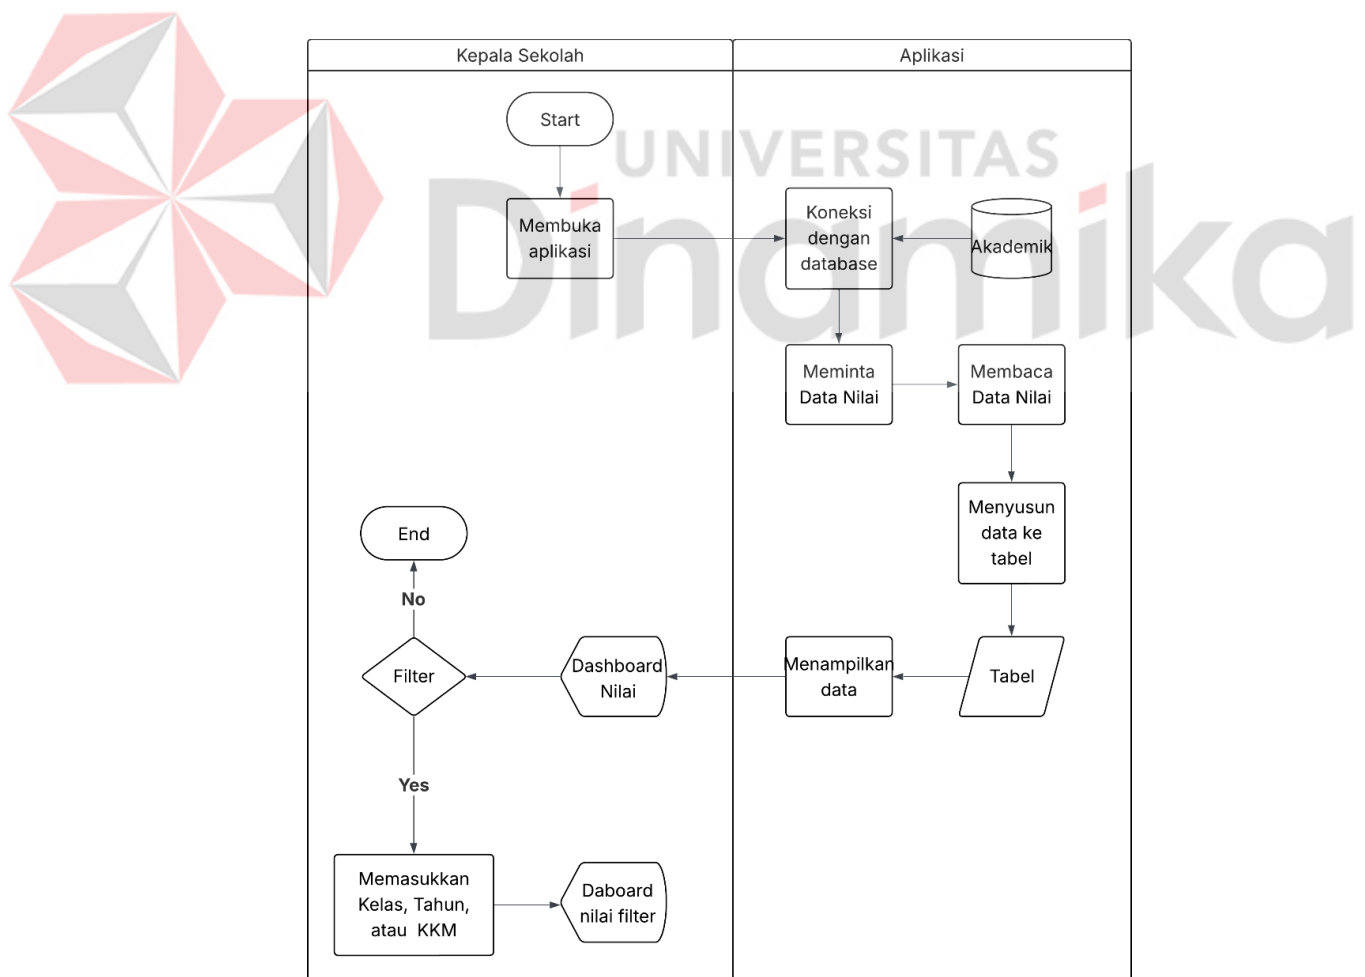 Kepala Sekolah
Aplikasi
Start
UNIVERSITAS
Dinamika
Membuka
aplikasi
Koneksi
dengan
database
Akademik
Meminta
Data Nilai
Membaca
Data Nilai
Menyusun
data ke
tabel
End
No
Filter
Dashboard
Nilai
Menampilkan
data
Tabel
Yes
Memasukkan
Kelas, Tahun,
atau KKM
Daboard
nilai filter